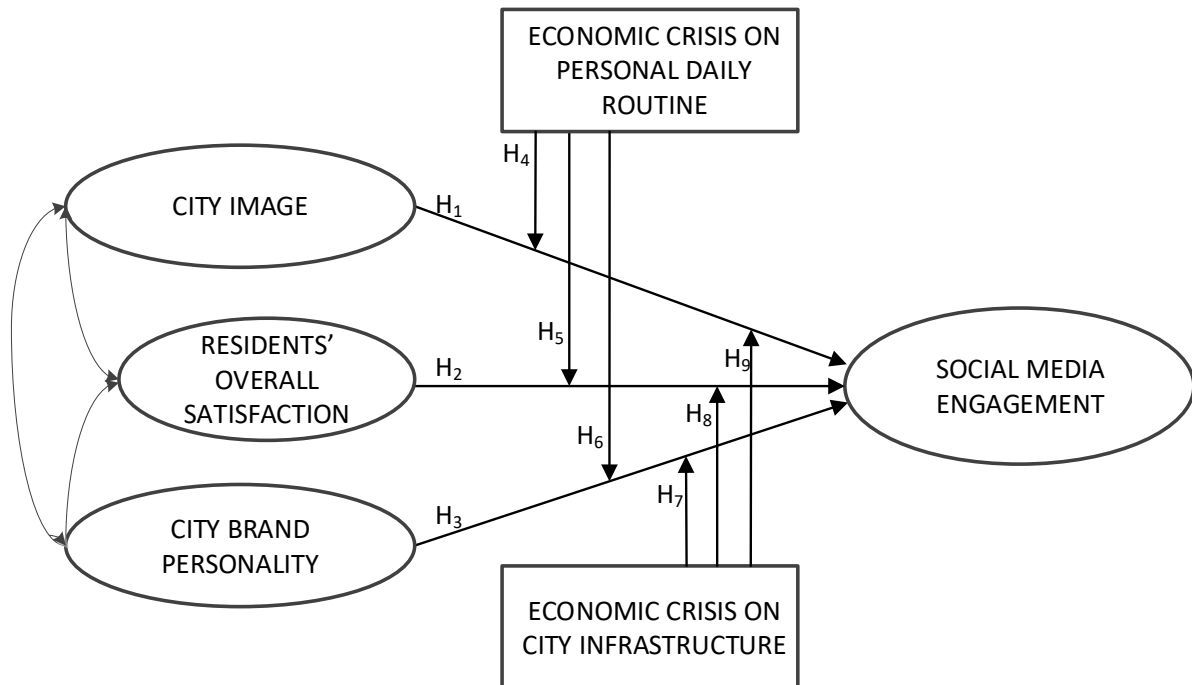 ECONOMIC CRISIS ON
PERSONAL DAILY
ROUTINE
H₄
CITY IMAGE
H₁
H₅
H₉
RESIDENTS’
OVERALL
SATISFACTION
H₂
SOCIAL MEDIA
ENGAGEMENT
H₈
H₆
H₇
CITY BRAND
PERSONALITY
H₃
ECONOMIC CRISIS ON
CITY INFRASTRUCTURE